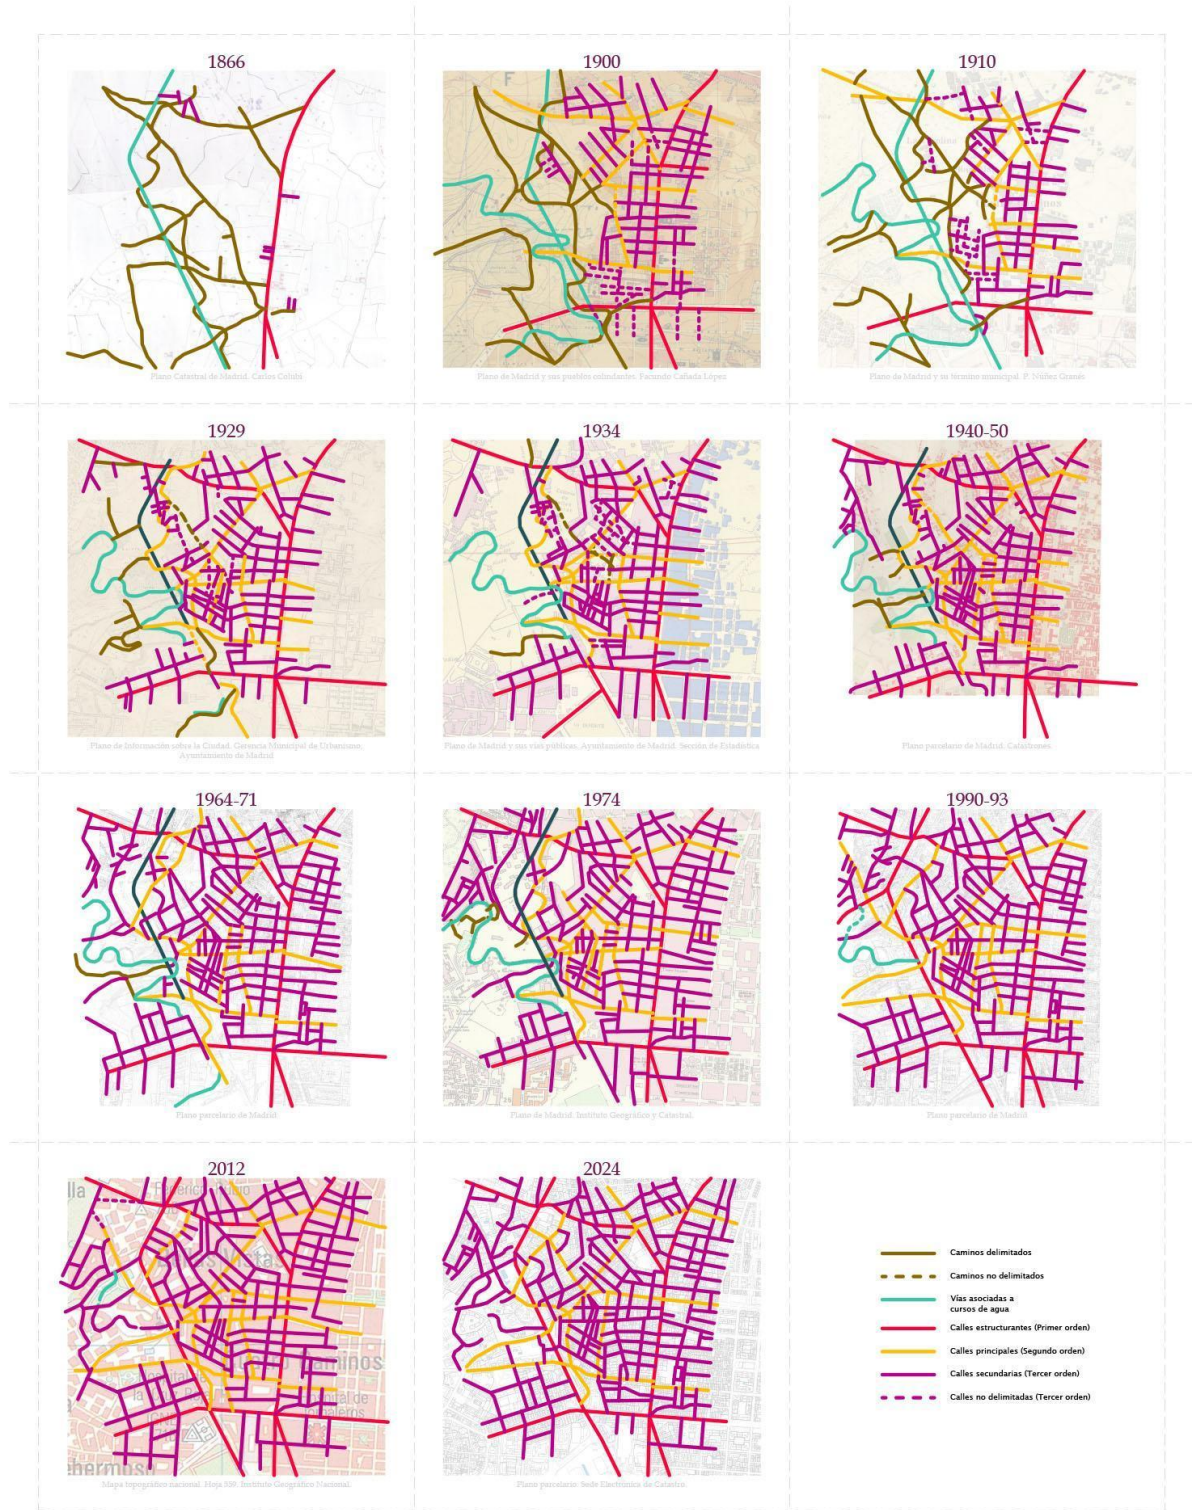 1866
1900
1910
F
Plano Catastral de Madrid. Carlos Colubí
Plano de Madrid y sus pueblos colindantes. Facundo Cañada López
Plano de Madrid y su término municipal. P. Núñez Granés
1929
1934
1940-50
Plano de Información sobre la Ciudad. Gerencia Municipal de Urbanismo.
Ayuntamiento de Madrid
Plano de Madrid y sus vías públicas. Ayuntamiento de Madrid. Sección de Estadística
Plano parcelario de Madrid. Catastrones
1964-71
1974
1990-93
Plano parcelario de Madrid
Plano de Madrid. Instituto Geográfico y Catastral.
Plano parcelario de Madrid
2012
2024
Mapa topográfico nacional. Hoja 559. Instituto Geográfico Nacional.
Plano parcelario. Sede Electronica de Catastro.
Caminos delimitados
Caminos no delimitados
Vías asociadas a
cursos de agua
Calles estructurantes (Primer orden)
Calles principales (Segundo orden)
Calles secundarias (Tercer orden)
Calles no delimitadas (Tercer orden)